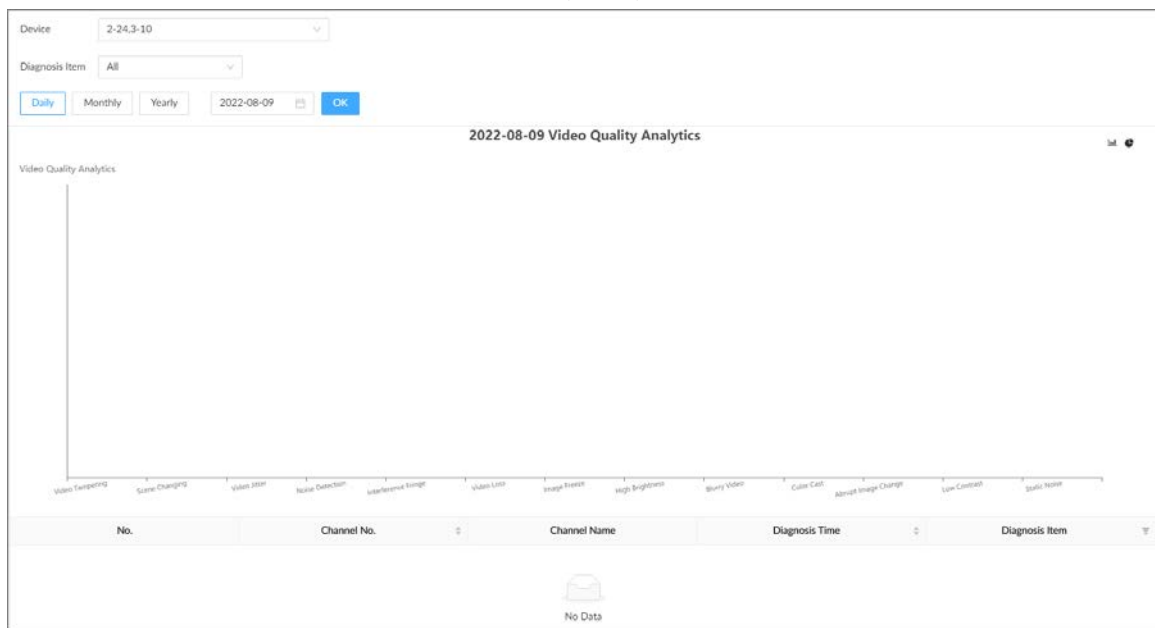 Device 2-24,3-10
Diagnosis Item All
Daily Monthly Yearly 2022-08-09 OK
2022-08-09 Video Quality Analytics
Video Quality Analytics
Video Tampering Scene Changing Video Jitter Noise Detection Interference Fringe Video Loss Image Freeze High Brightness Blurry Video Color Cast Abrupt Image Change Low Contrast Static Noise
No. Channel No. Channel Name Diagnosis Time Diagnosis Item
No Data